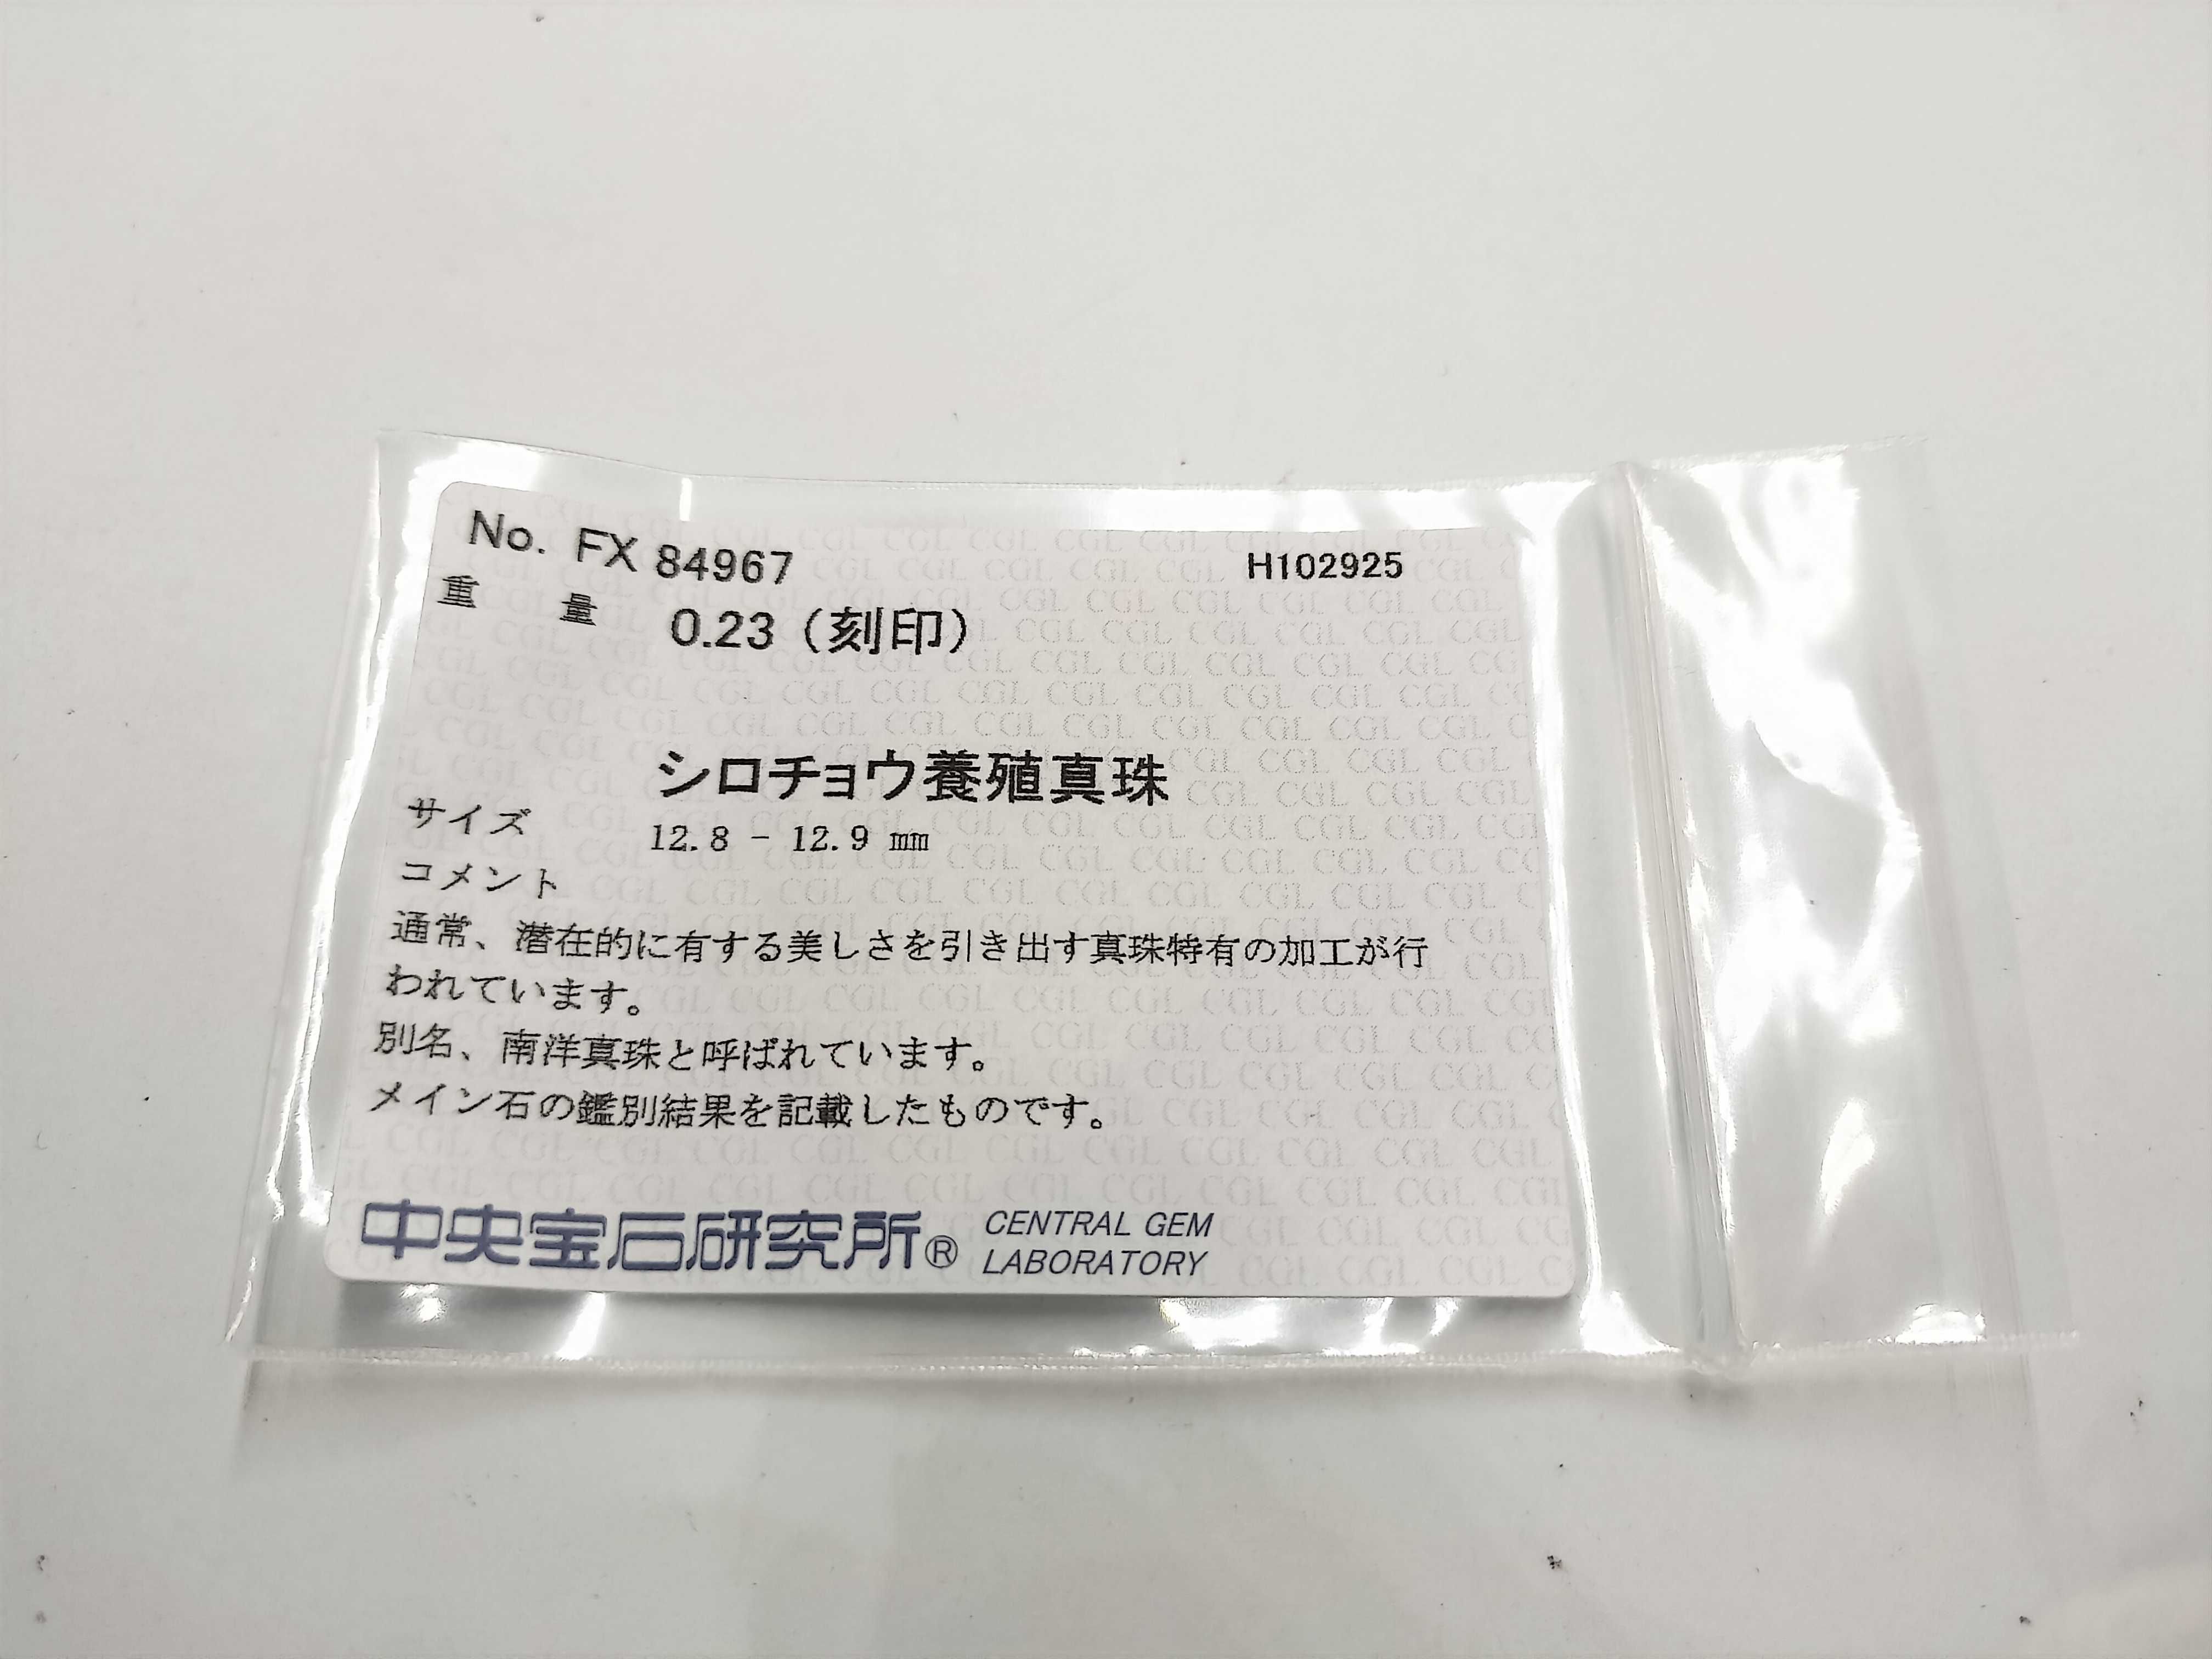 No. FX 84967 H102925
重量 0.23（刻印）
シロチョウ養殖真珠
サイズ 12.8 - 12.9 mm
コメント
通常、潜在的に有する美しさを引き出す真珠特有の加工が行
われています。
別名、南洋真珠と呼ばれています。
メイン石の鑑別結果を記載したものです。
中央宝石研究所® CENTRAL GEM
LABORATORY